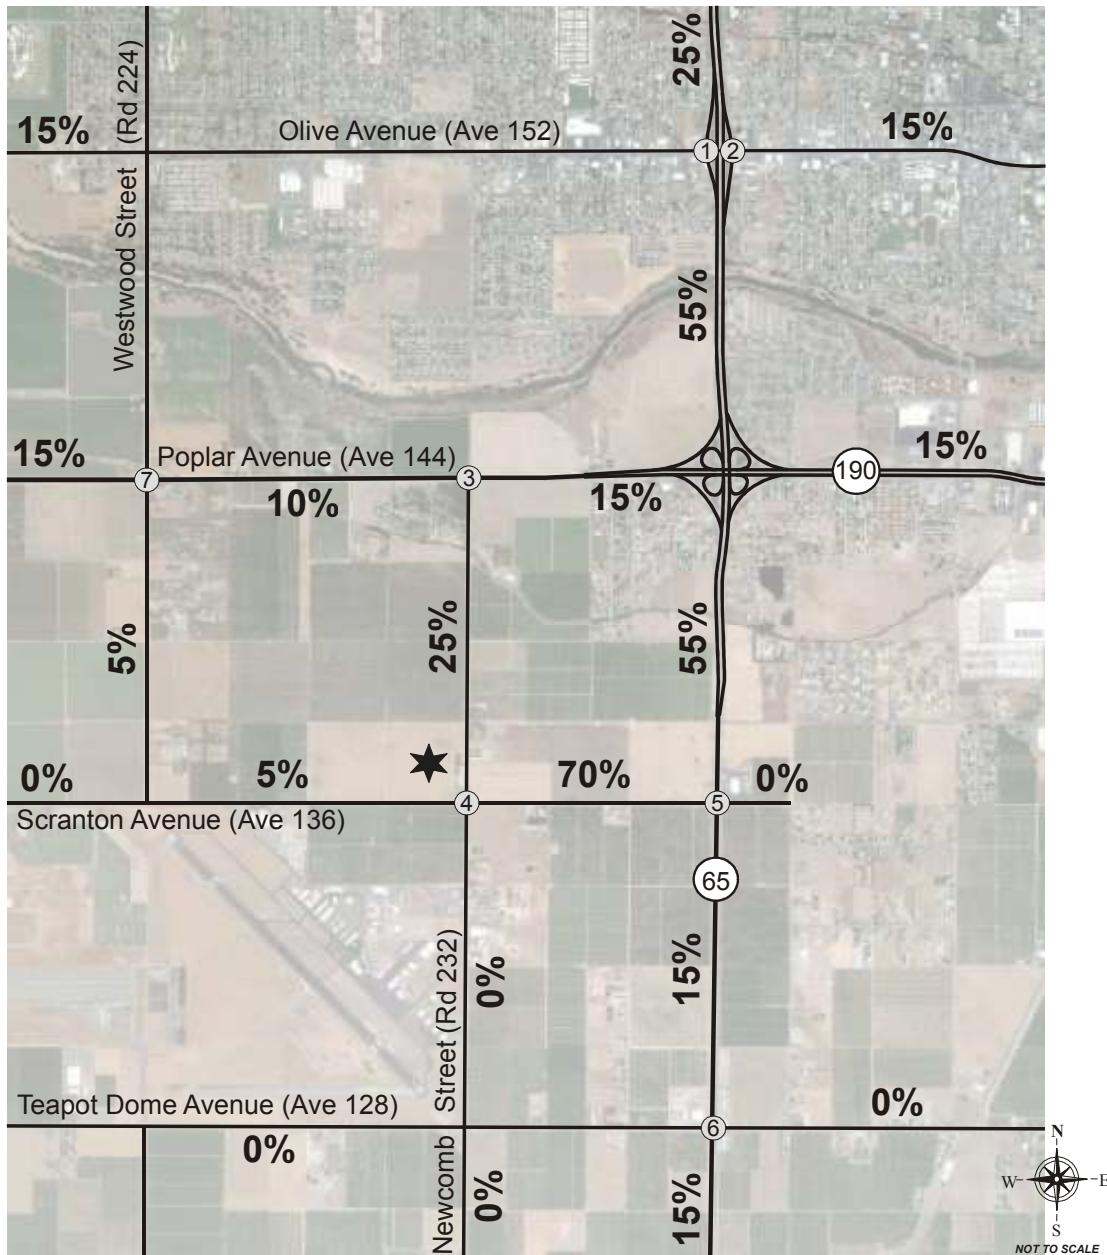 25%
(Rd 224)
15%
Olive Avenue (Ave 152)
15%
1
2
Westwood Street
55%
15%
Poplar Avenue (Ave 144)
15%
7
3
190
10%
15%
5%
25%
55%
0%
5%
70%
0%
4
5
Scranton Avenue (Ave 136)
65
Street (Rd 232)
0%
15%
Teapot Dome Avenue (Ave 128)
0%
6
0%
Newcomb
0%
15%
N
W
E
S
NOT TO SCALE